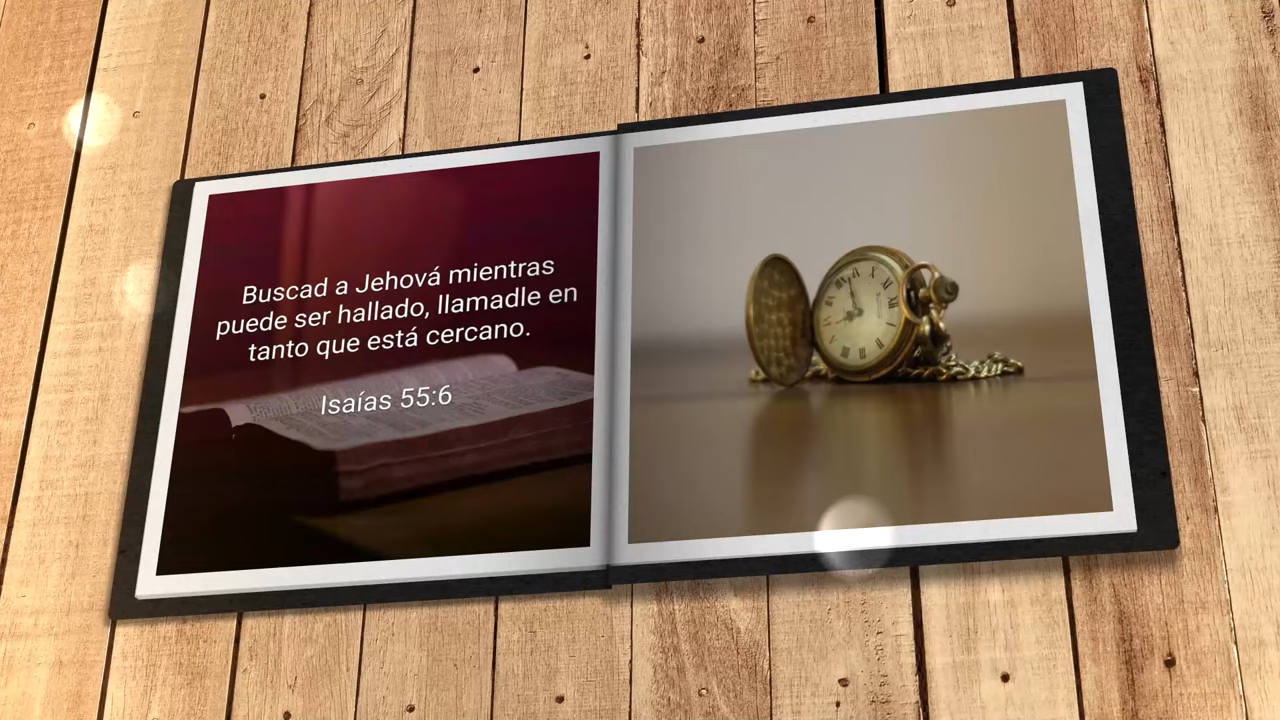 Buscad a Jehová mientras
puede ser hallado, llamadle en
tanto que está cercano.
Isaías 55:6